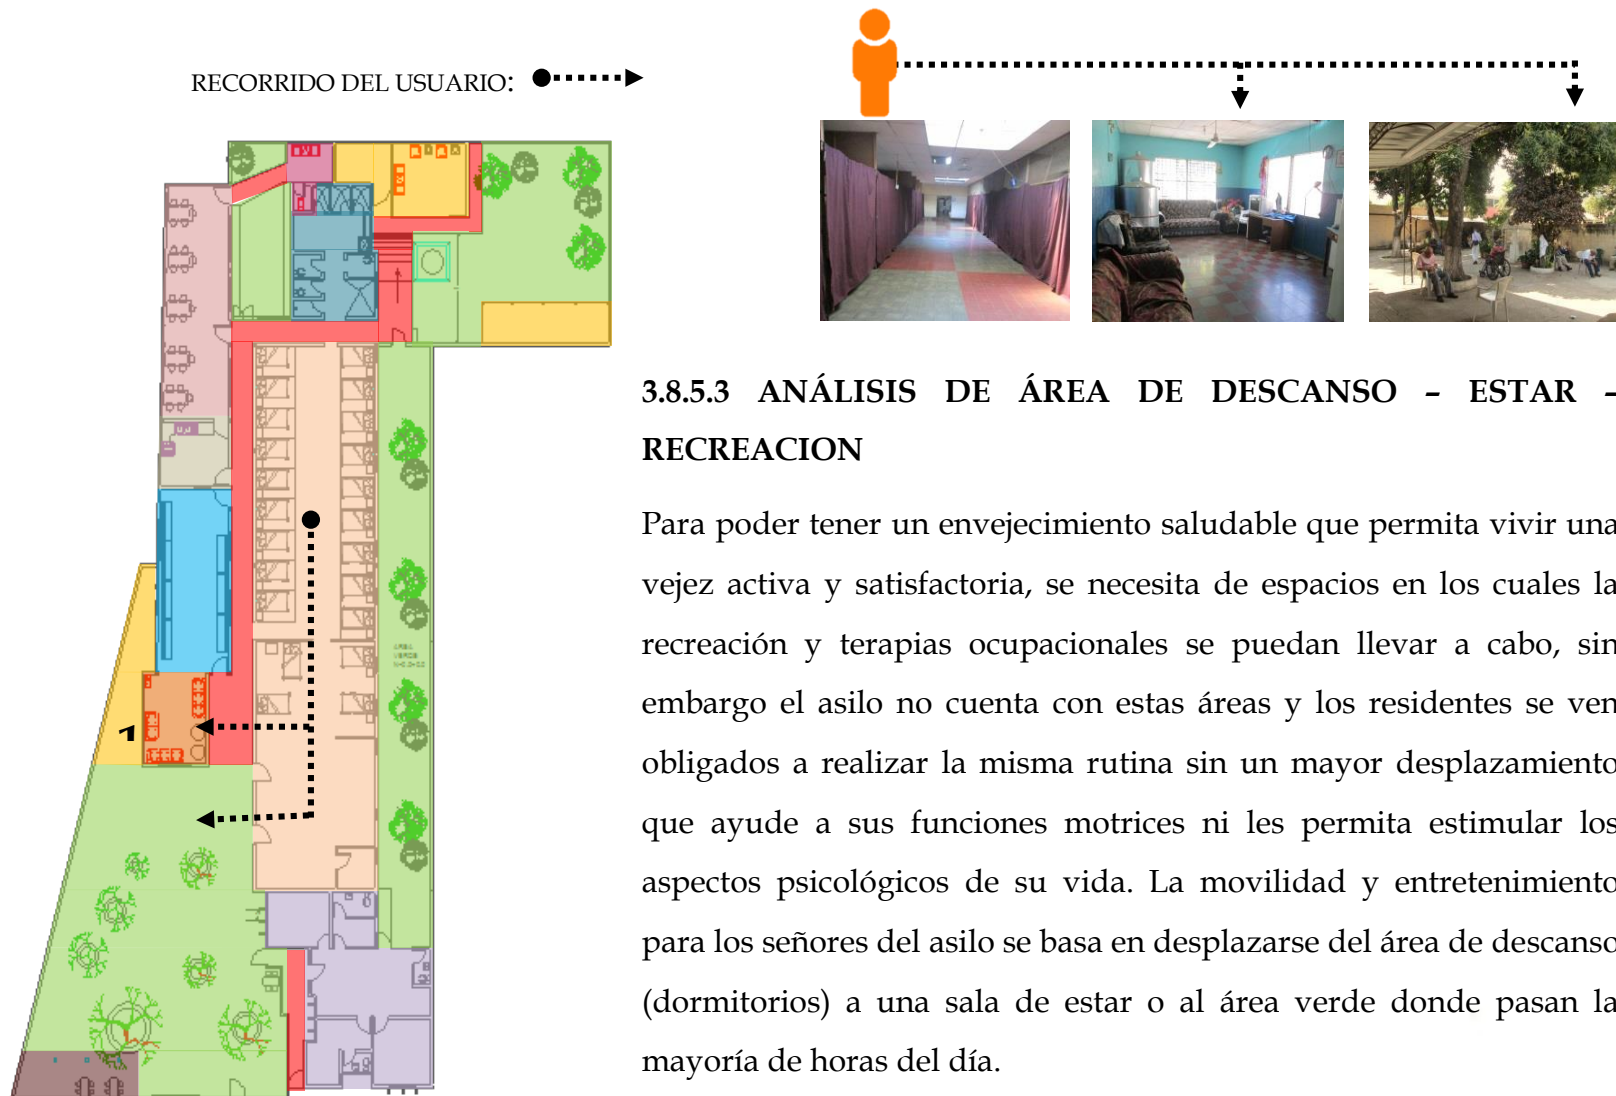 RECORRIDO DEL USUARIO:
3.8.5.3 ANÁLISIS DE ÁREA DE DESCANSO – ESTAR –
RECREACION
Para poder tener un envejecimiento saludable que permita vivir una
vejez activa y satisfactoria, se necesita de espacios en los cuales la
recreación y terapias ocupacionales se puedan llevar a cabo, sin
embargo el asilo no cuenta con estas áreas y los residentes se ven
obligados a realizar la misma rutina sin un mayor desplazamiento
que ayude a sus funciones motrices ni les permita estimular los
aspectos psicológicos de su vida. La movilidad y entretenimiento
para los señores del asilo se basa en desplazarse del área de descanso
(dormitorios) a una sala de estar o al área verde donde pasan la
mayoría de horas del día.
AREA
VERDE
1